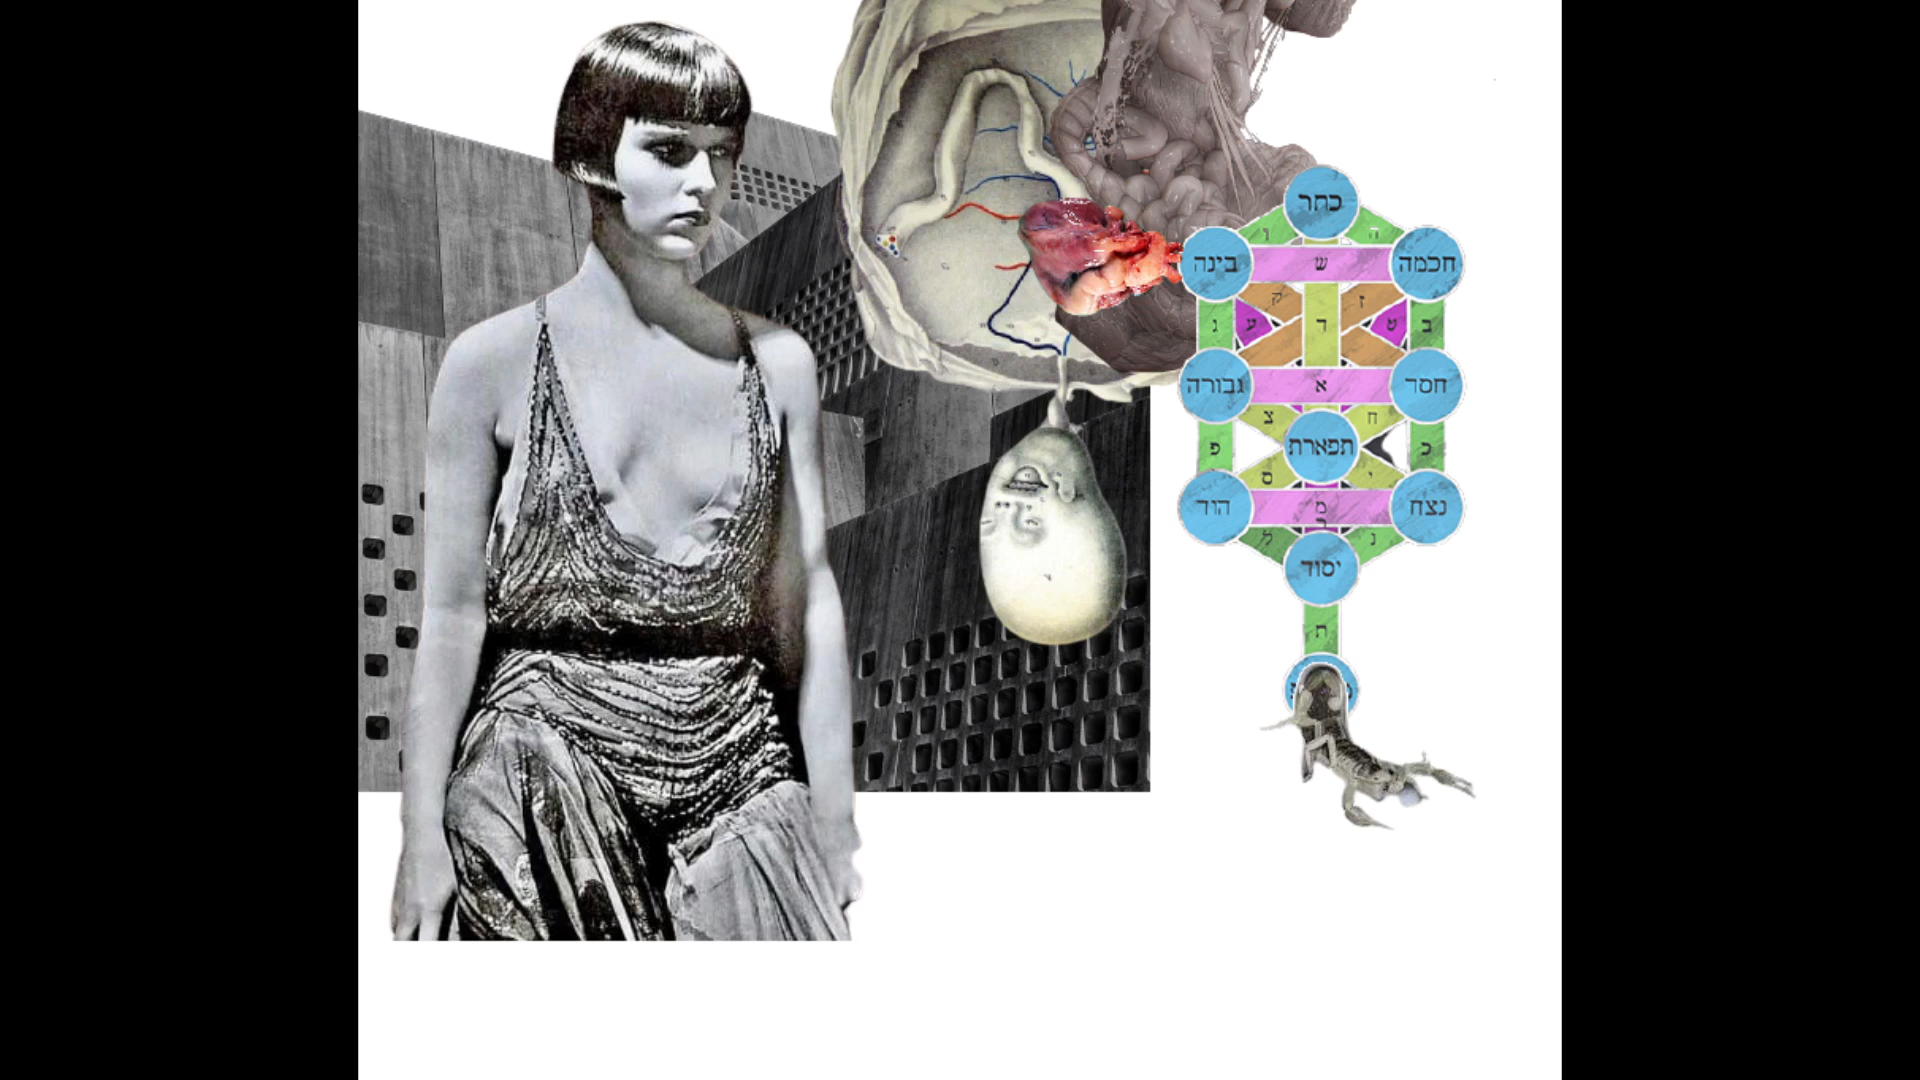 כתר
ה
ו
חכמה
ש
בינה
ז
ק
ב
ט
ד
ע
ג
חסד
א
גבורה
ח
צ
כ
תפארת
פ
י
ס
נצח
מ
הוד
נ
ל
יסוד
ת